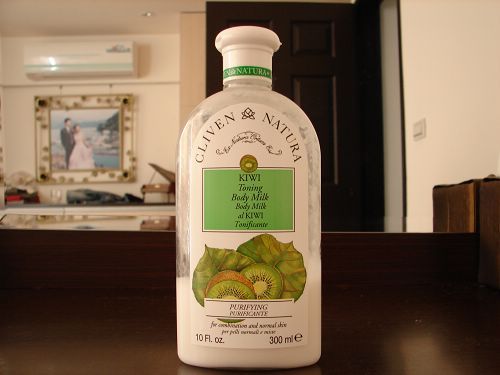 EN NATURA
CLIVEN NATURA
KIWI
Toning
Body Milk
Body Milk
al KIWI
Tonificante
PURIFYING
PURIFICANTE
for combination and normal skin
per pelli normali e miste
10 Fl. oz. 300 ml ℮